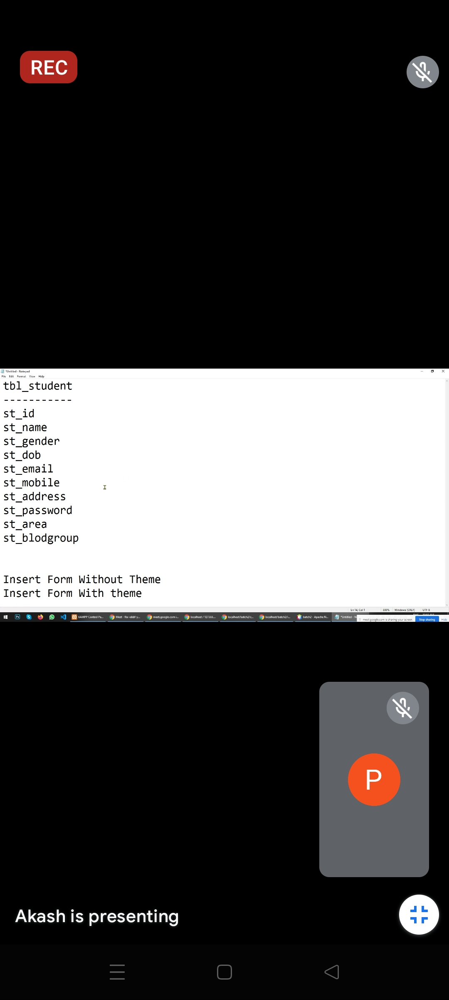 REC
*Untitled - Notepad
File Edit Format View Help
tbl_student
-----------
st_id
st_name
st_gender
st_dob
st_email
st_mobile
st_address
st_password
st_area
st_blodgroup
Insert Form Without Theme
Insert Form With theme
Ln 14, Col 1 330% Windows (CRLF) UTF-8
XAMPP Control Pa... Meet - flx-obbf-y... meet.google.com i... localhost / 127.0.0.... localhost/batch2/c... localhost/batch2/i... batch2 - Apache N... *Untitled - N
meet.google.com is sharing your screen. Stop sharing Hide
P
Akash is presenting